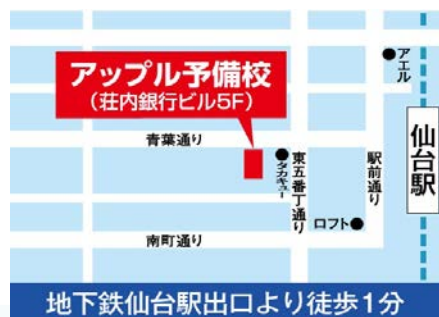 アップル予備校
(荘内銀行ビル5F)
アエル
青葉通り
仙台駅
タカキュー
東五番丁通り
駅前通り
ロフト
南町通り
地下鉄仙台駅出口より徒歩1分